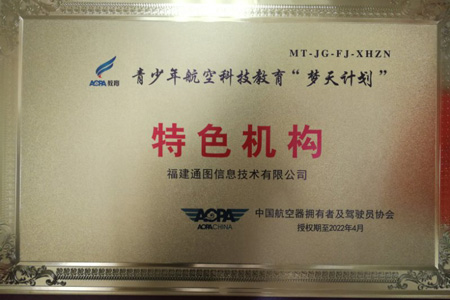 MT-JG-FJ-XHZN
AOPA教育
青少年航空科技教育“梦天计划”
特色机构
福建通图信息技术有限公司
AOPA
AOPA CHINA
中国航空器拥有者及驾驶员协会
授权期至2022年4月